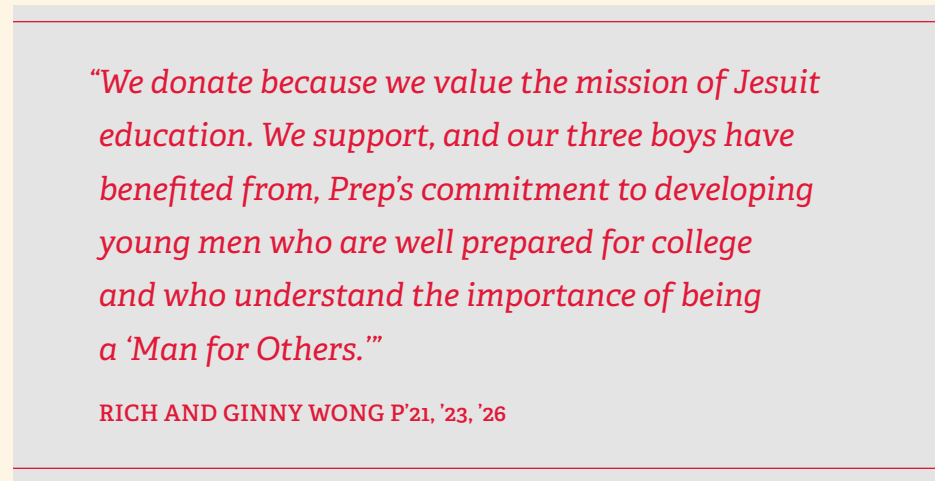 “We donate because we value the mission of Jesuit
education. We support, and our three boys have
benefited from, Prep’s commitment to developing
young men who are well prepared for college
and who understand the importance of being
a ‘Man for Others.’”
RICH AND GINNY WONG P’21, ’23, ’26